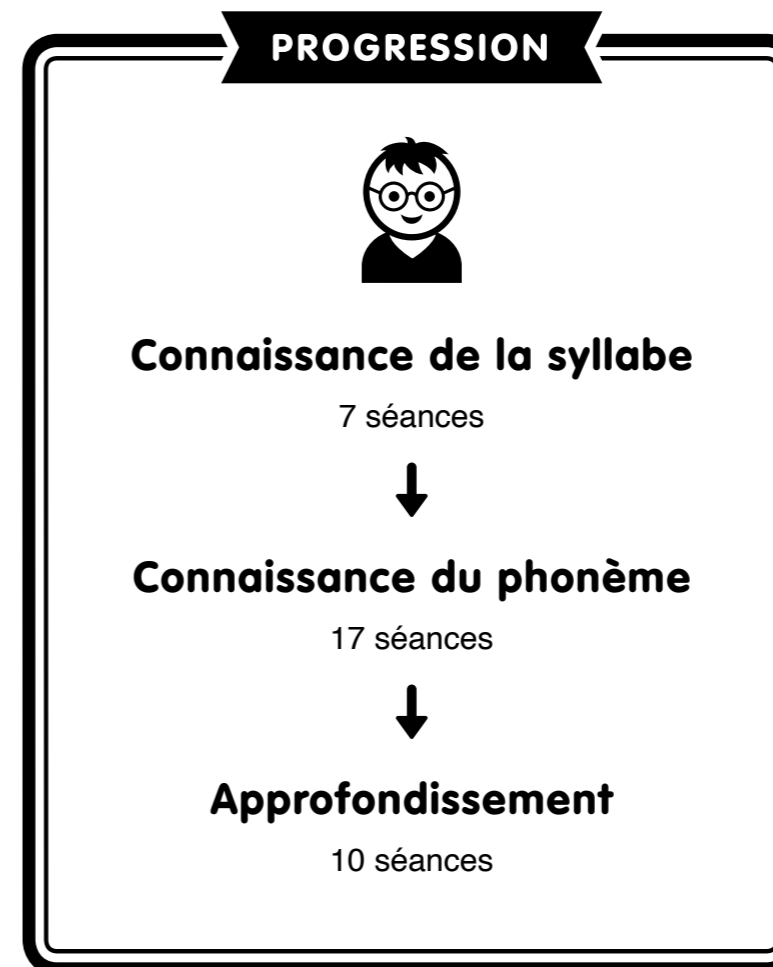 PROGRESSION
Connaissance de la syllabe
7 séances
Connaissance du phonème
17 séances
Approfondissement
10 séances